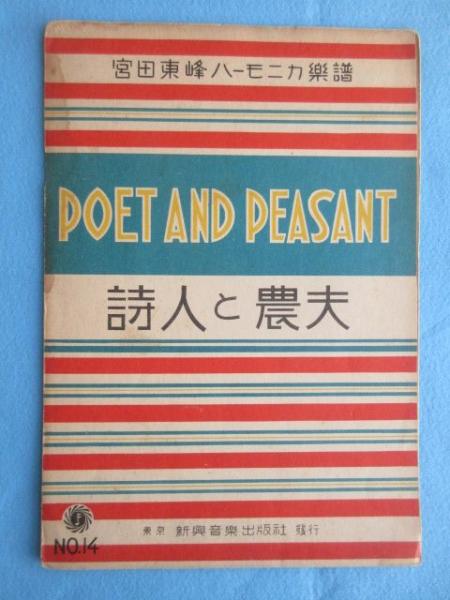 宮田東峰ハーモニカ樂譜
POET AND PEASANT
詩人と農夫
東京 新興音樂出版社 發行
NO.14